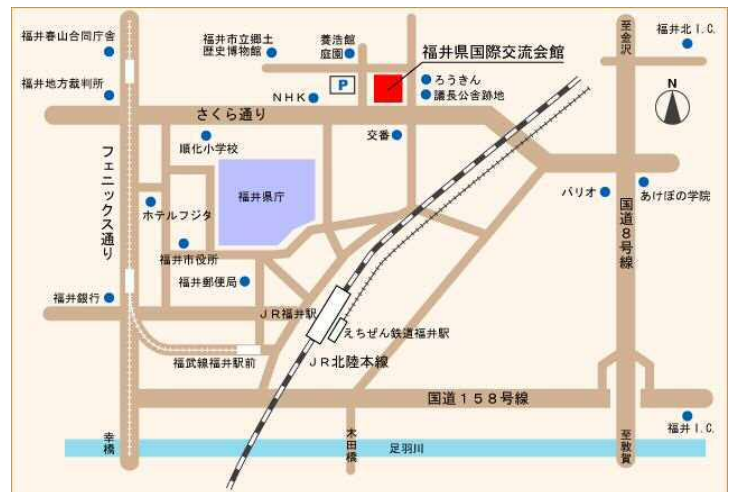 福井春山合同庁舎
福井市立郷土
歴史博物館
養浩館
庭園
福井県国際交流会館
至金沢
福井北I.C.
福井地方裁判所
P
NHK
ろうきん
議長公舎跡地
N
さくら通り
順化小学校
交番
フェニックス通り
福井県庁
バリオ
あけぼの学院
ホテルフジタ
国道8号線
福井市役所
福井郵便局
福井銀行
JR福井駅
えちぜん鉄道福井駅
福武線福井駅前
JR北陸本線
国道158号線
福井I.C.
幸橋
木田橋
足羽川
至敦賀